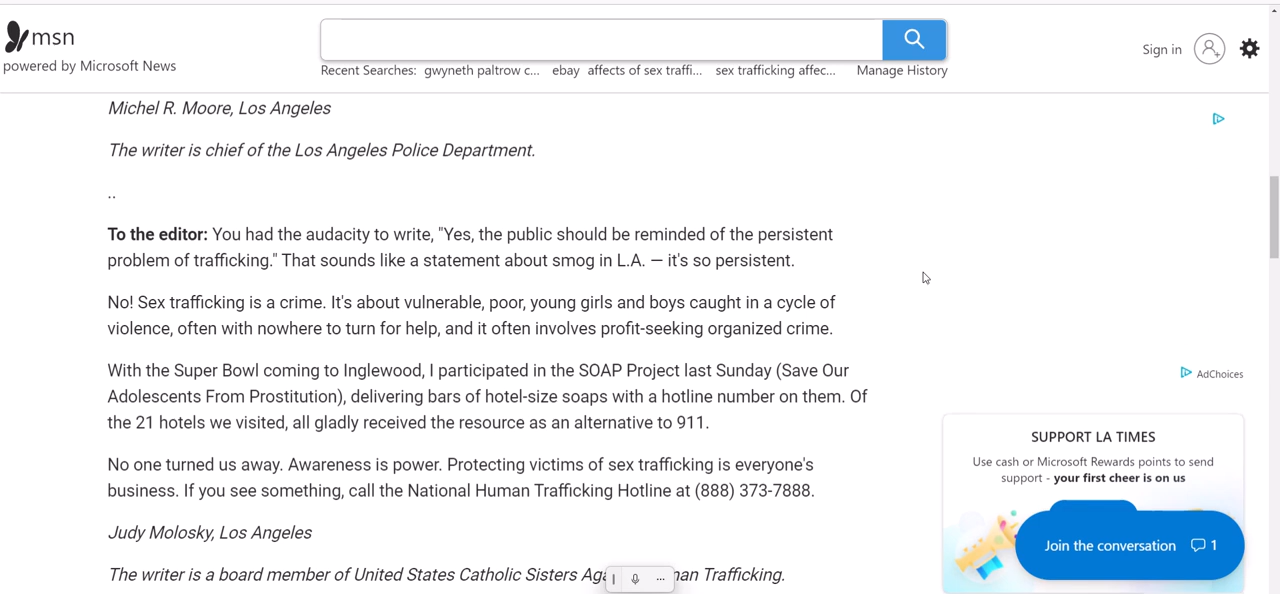 msn
powered by Microsoft News
Sign in
Recent Searches: gwyneth paltrow c... ebay affects of sex traffi... sex trafficking affec... Manage History
Michel R. Moore, Los Angeles
The writer is chief of the Los Angeles Police Department.
..
To the editor: You had the audacity to write, "Yes, the public should be reminded of the persistent
problem of trafficking." That sounds like a statement about smog in L.A. — it's so persistent.
No! Sex trafficking is a crime. It's about vulnerable, poor, young girls and boys caught in a cycle of
violence, often with nowhere to turn for help, and it often involves profit-seeking organized crime.
With the Super Bowl coming to Inglewood, I participated in the SOAP Project last Sunday (Save Our
Adolescents From Prostitution), delivering bars of hotel-size soaps with a hotline number on them. Of
the 21 hotels we visited, all gladly received the resource as an alternative to 911.
No one turned us away. Awareness is power. Protecting victims of sex trafficking is everyone's
business. If you see something, call the National Human Trafficking Hotline at (888) 373-7888.
Judy Molosky, Los Angeles
The writer is a board member of United States Catholic Sisters Aga an Trafficking.
AdChoices
SUPPORT LA TIMES
Use cash or Microsoft Rewards points to send
support - your first cheer is on us
Join the conversation 1